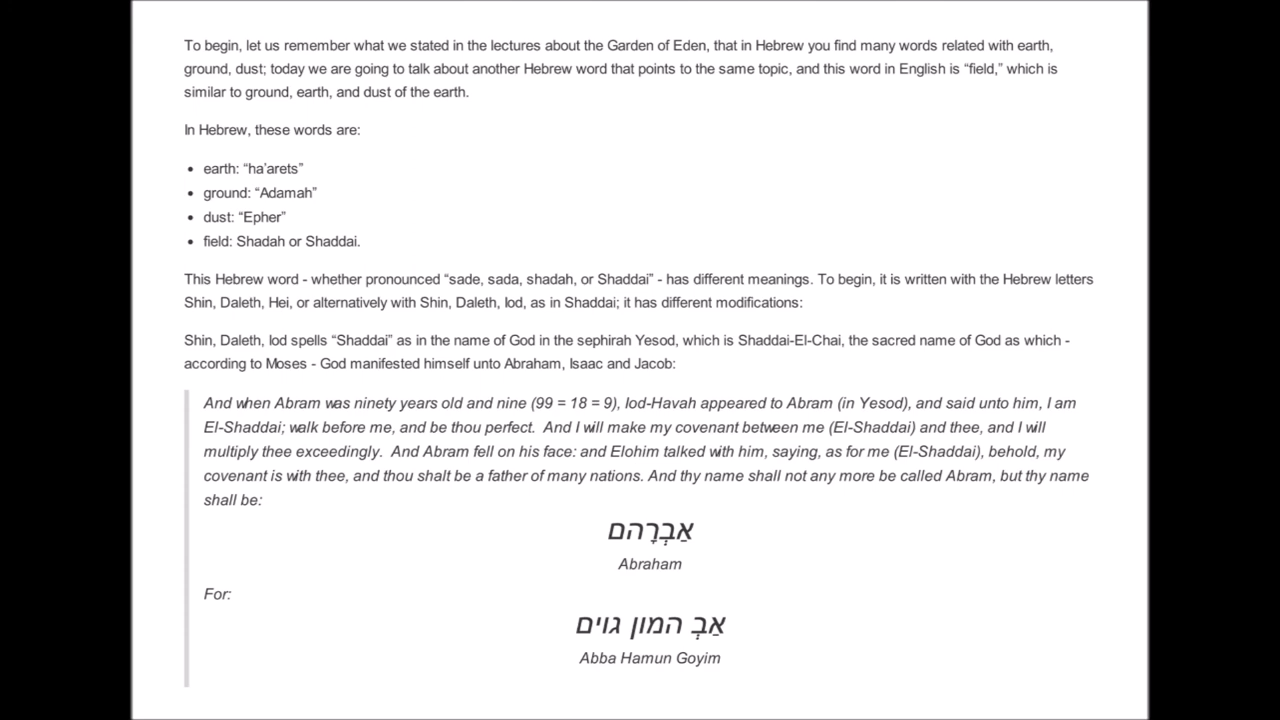 To begin, let us remember what we stated in the lectures about the Garden of Eden, that in Hebrew you find many words related with earth,
ground, dust; today we are going to talk about another Hebrew word that points to the same topic, and this word in English is “field,” which is
similar to ground, earth, and dust of the earth.
In Hebrew, these words are:
• earth: “ha’arets”
• ground: “Adamah”
• dust: “Epher”
• field: Shadah or Shaddai.
This Hebrew word - whether pronounced “sade, sada, shadah, or Shaddai” - has different meanings. To begin, it is written with the Hebrew letters
Shin, Daleth, Hei, or alternatively with Shin, Daleth, Iod, as in Shaddai; it has different modifications:
Shin, Daleth, Iod spells “Shaddai” as in the name of God in the sephirah Yesod, which is Shaddai-El-Chai, the sacred name of God as which -
according to Moses - God manifested himself unto Abraham, Isaac and Jacob:
And when Abram was ninety years old and nine (99 = 18 = 9), Iod-Havah appeared to Abram (in Yesod), and said unto him, I am
El-Shaddai; walk before me, and be thou perfect. And I will make my covenant between me (El-Shaddai) and thee, and I will
multiply thee exceedingly. And Abram fell on his face: and Elohim talked with him, saying, as for me (El-Shaddai), behold, my
covenant is with thee, and thou shalt be a father of many nations. And thy name shall not any more be called Abram, but thy name
shall be:
אַבְרָהם
Abraham
For:
אַבְ המון גוים
Abba Hamun Goyim